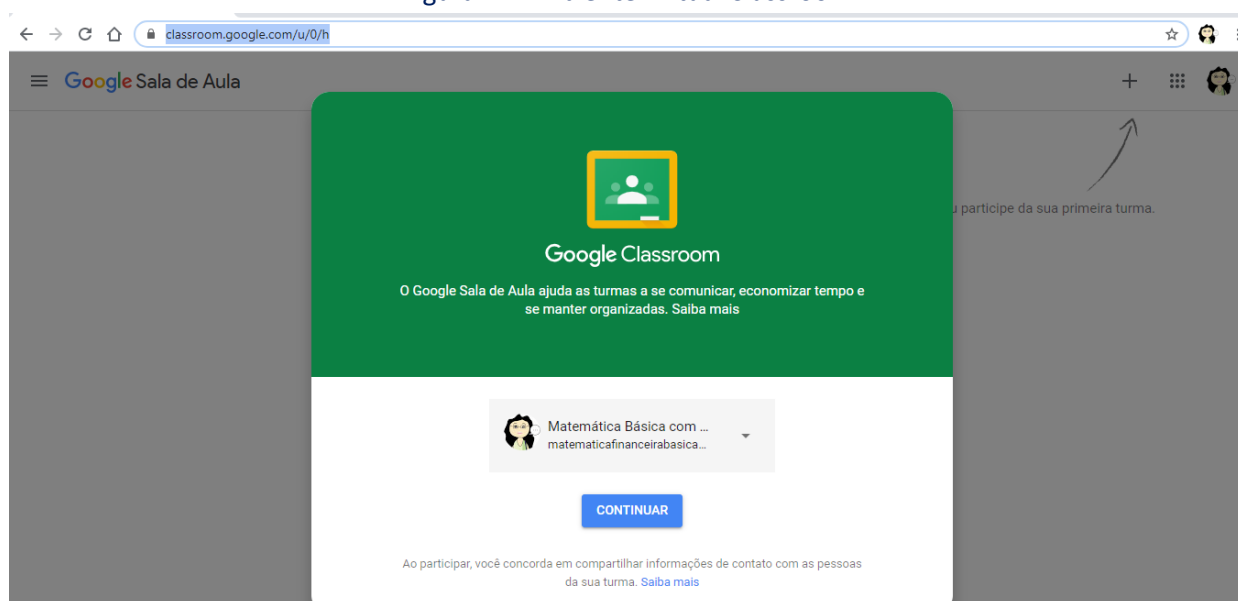 classroom.google.com/u/0/h
Google Sala de Aula
Google Classroom
participe da sua primeira turma.
O Google Sala de Aula ajuda as turmas a se comunicar, economizar tempo e
se manter organizadas. Saiba mais
Matemática Básica com ...
matematicafinanceirabasica...
CONTINUAR
Ao participar, você concorda em compartilhar informações de contato com as pessoas
da sua turma. Saiba mais